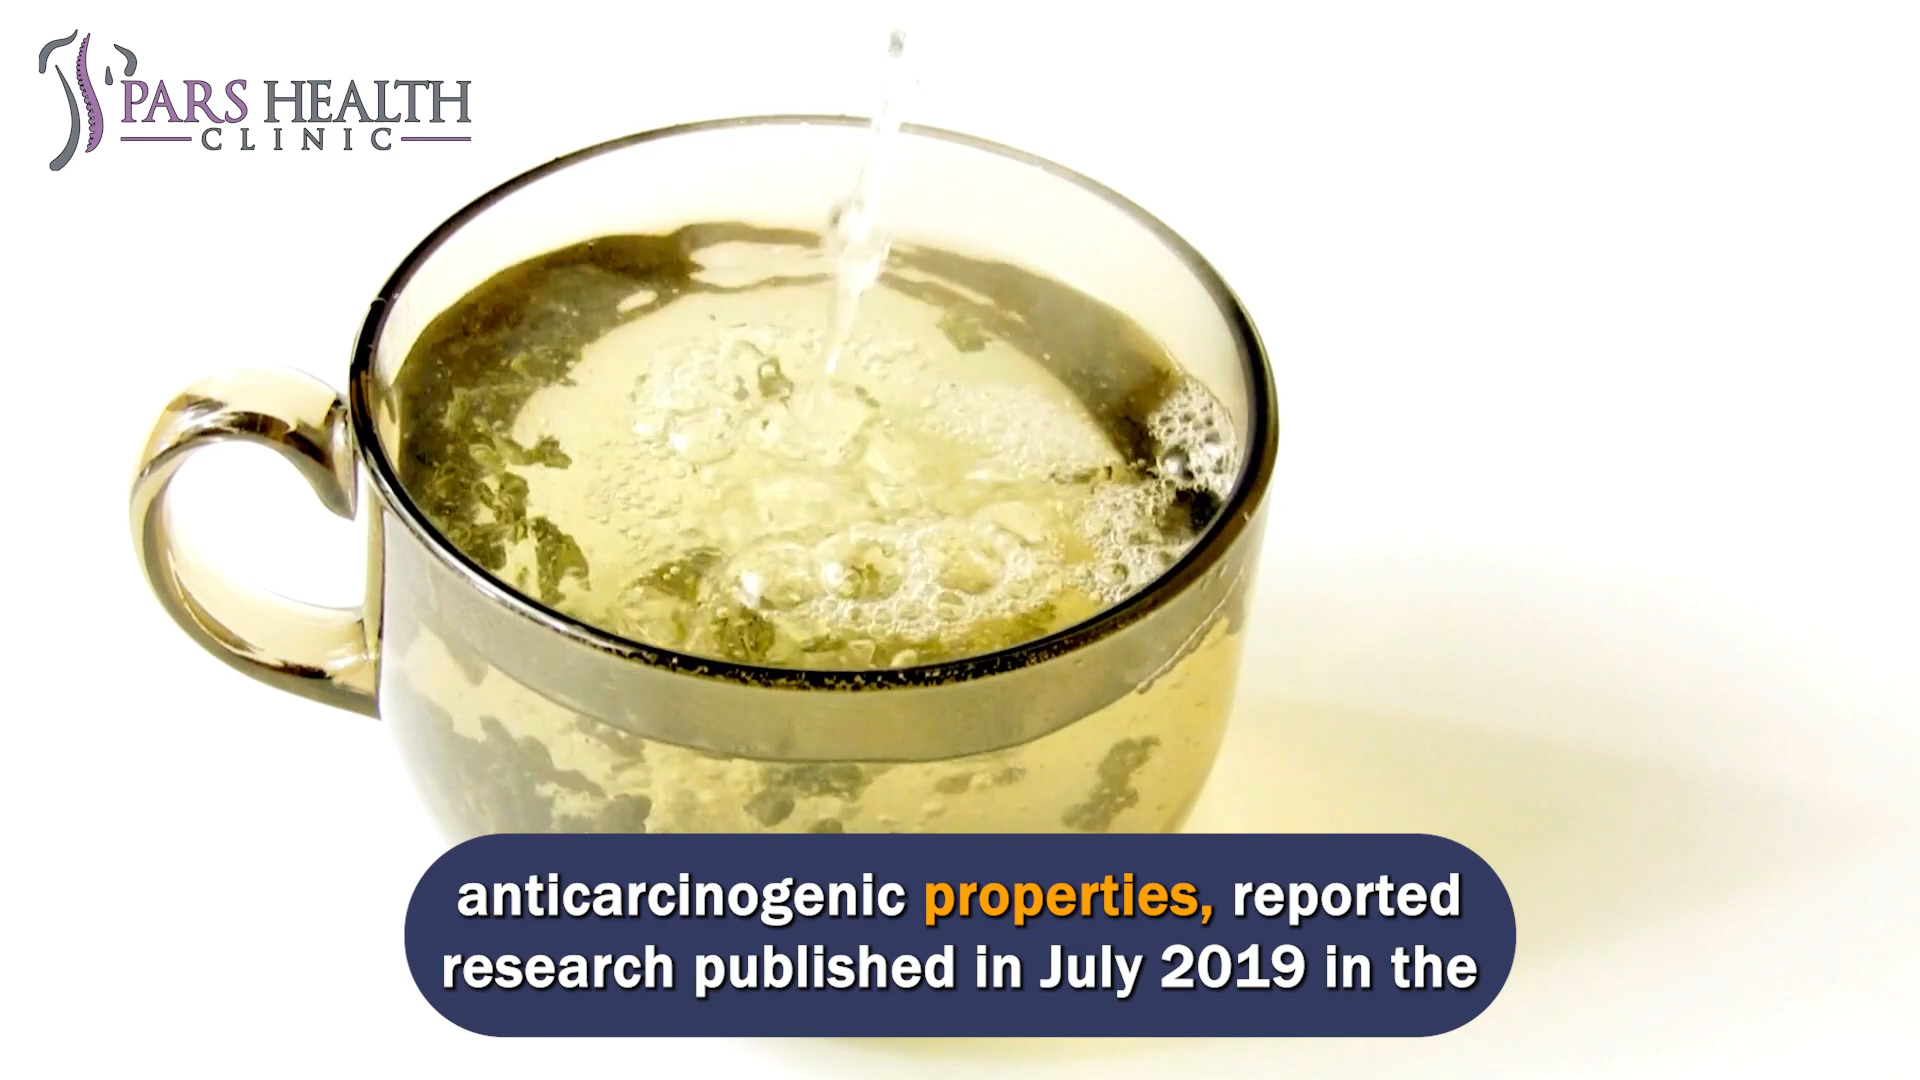 PARS HEALTH
CLINIC
anticarcinogenic properties, reported
research published in July 2019 in the